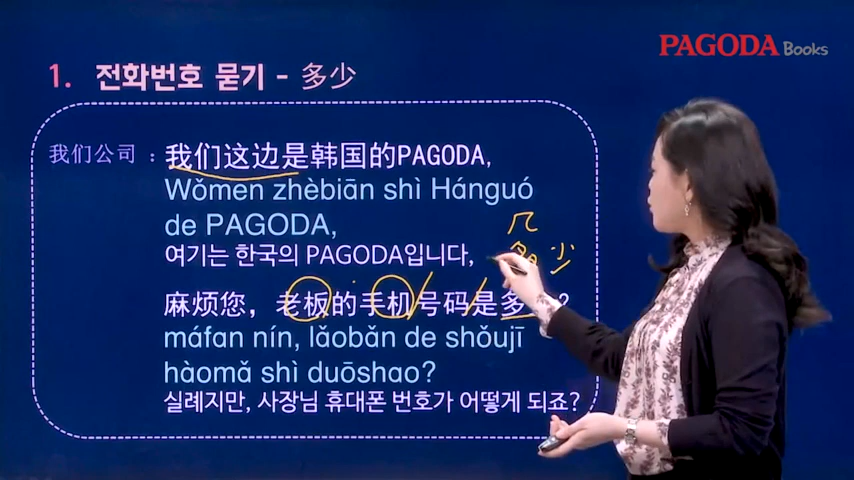 PAGODA Books
1. 전화번호 묻기 - 多少
我们公司 : 我们这边是韩国的PAGODA,
Wǒmen zhèbiān shì Hánguó
de PAGODA,
여기는 한국의 PAGODA입니다,
几
多少
麻烦您，老板的手机号码是多?
máfan nín, lǎobǎn de shǒujī
hàomǎ shì duōshao?
실례지만, 사장님 휴대폰 번호가 어떻게 되죠?